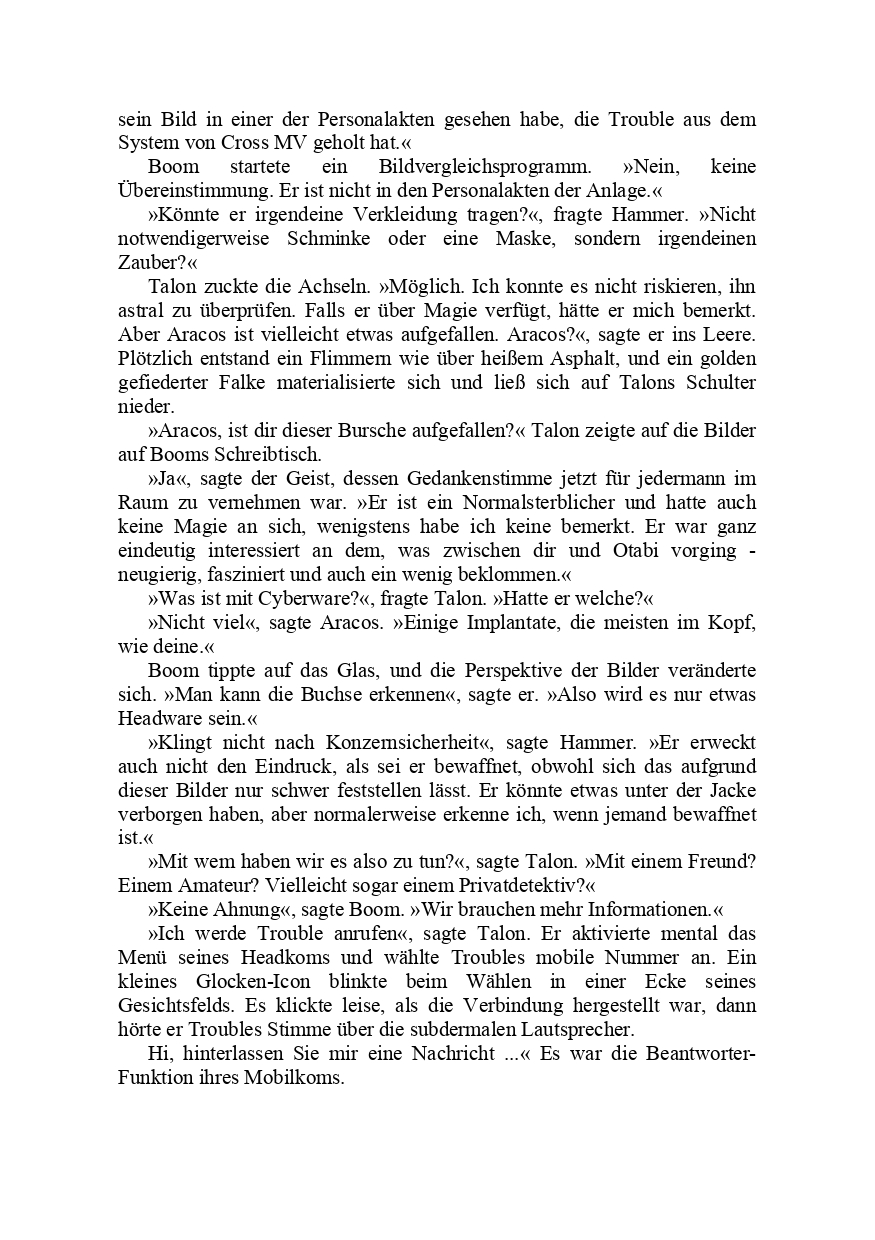 sein Bild in einer der Personalakten gesehen habe, die Trouble aus dem
System von Cross MV geholt hat.«
Boom startete ein Bildvergleichsprogramm. »Nein, keine
Übereinstimmung. Er ist nicht in den Personalakten der Anlage.«
»Könnte er irgendeine Verkleidung tragen?«, fragte Hammer. »Nicht
notwendigerweise Schminke oder eine Maske, sondern irgendeinen
Zauber?«
Talon zuckte die Achseln. »Möglich. Ich konnte es nicht riskieren, ihn
astral zu überprüfen. Falls er über Magie verfügt, hätte er mich bemerkt.
Aber Aracos ist vielleicht etwas aufgefallen. Aracos?«, sagte er ins Leere.
Plötzlich entstand ein Flimmern wie über heißem Asphalt, und ein golden
gefiederter Falke materialisierte sich und ließ sich auf Talons Schulter
nieder.
»Aracos, ist dir dieser Bursche aufgefallen?« Talon zeigte auf die Bilder
auf Booms Schreibtisch.
»Ja«, sagte der Geist, dessen Gedankenstimme jetzt für jedermann im
Raum zu vernehmen war. »Er ist ein Normalsterblicher und hatte auch
keine Magie an sich, wenigstens habe ich keine bemerkt. Er war ganz
eindeutig interessiert an dem, was zwischen dir und Otabi vorging -
neugierig, fasziniert und auch ein wenig beklommen.«
»Was ist mit Cyberware?«, fragte Talon. »Hatte er welche?«
»Nicht viel«, sagte Aracos. »Einige Implantate, die meisten im Kopf,
wie deine.«
Boom tippte auf das Glas, und die Perspektive der Bilder veränderte
sich. »Man kann die Buchse erkennen«, sagte er. »Also wird es nur etwas
Headware sein.«
»Klingt nicht nach Konzernsicherheit«, sagte Hammer. »Er erweckt
auch nicht den Eindruck, als sei er bewaffnet, obwohl sich das aufgrund
dieser Bilder nur schwer feststellen lässt. Er könnte etwas unter der Jacke
verborgen haben, aber normalerweise erkenne ich, wenn jemand bewaffnet
ist.«
»Mit wem haben wir es also zu tun?«, sagte Talon. »Mit einem Freund?
Einem Amateur? Vielleicht sogar einem Privatdetektiv?«
»Keine Ahnung«, sagte Boom. »Wir brauchen mehr Informationen.«
»Ich werde Trouble anrufen«, sagte Talon. Er aktivierte mental das
Menü seines Headkoms und wählte Troubles mobile Nummer an. Ein
kleines Glocken-Icon blinkte beim Wählen in einer Ecke seines
Gesichtsfelds. Es klickte leise, als die Verbindung hergestellt war, dann
hörte er Troubles Stimme über die subdermalen Lautsprecher.
Hi, hinterlassen Sie mir eine Nachricht ...« Es war die Beantworter-
Funktion ihres Mobilkoms.